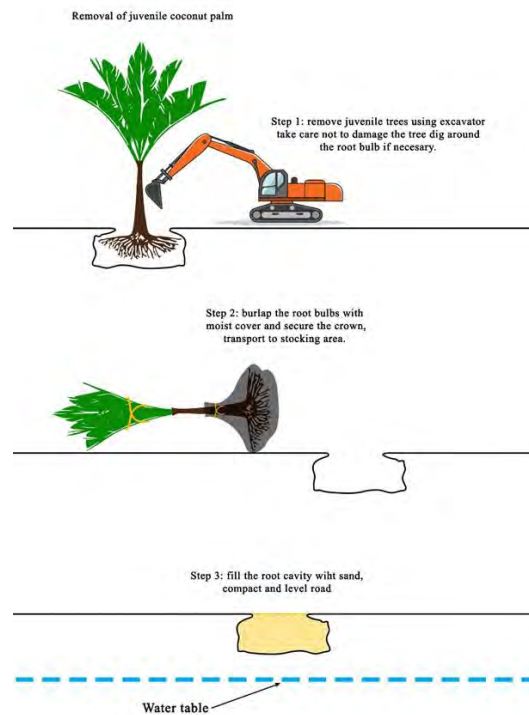 Removal of juvenile coconut palm
Step 1: remove juvenile trees using excavator
take care not to damage the tree dig around
the root bulb if necesary.
Step 2: burlap the root bulbs with
moist cover and secure the crown,
transport to stocking area.
Step 3: fill the root cavity wiht sand,
compact and level road
Water table